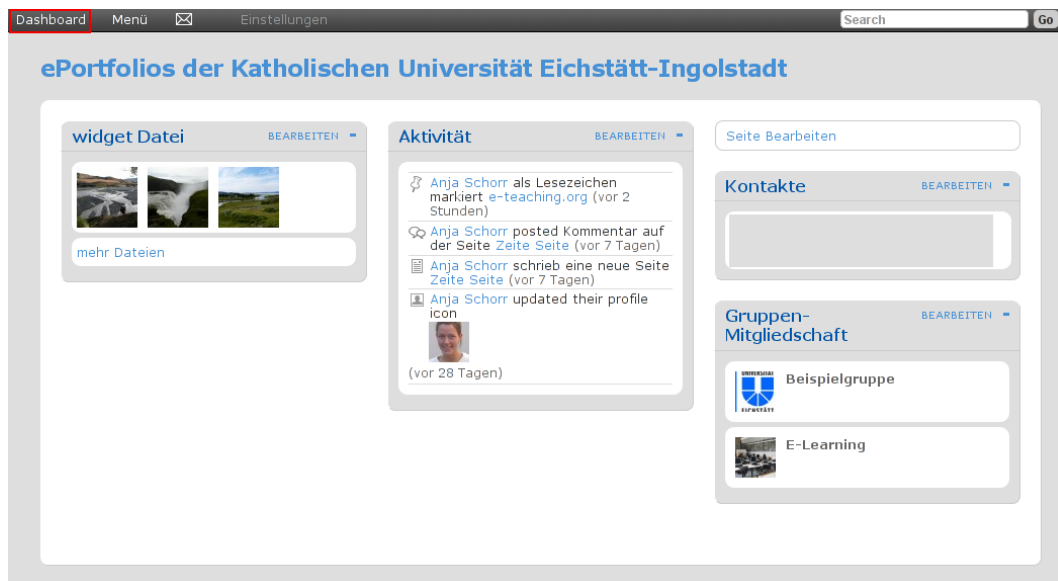 Dashboard Menü Einstellungen Search Go
ePortfolios der Katholischen Universität Eichstätt-Ingolstadt
widget Datei BEARBEITEN -
mehr Dateien
Aktivität BEARBEITEN -
Anja Schorr als Lesezeichen
markiert e-teaching.org (vor 2
Stunden)
Anja Schorr posted Kommentar auf
der Seite Zeite Seite (vor 7 Tagen)
Anja Schorr schrieb eine neue Seite
Zeite Seite (vor 7 Tagen)
Anja Schorr updated their profile
icon
(vor 28 Tagen)
Seite Bearbeiten
Kontakte BEARBEITEN -
Gruppen- BEARBEITEN -
Mitgliedschaft
UNIVERSITÄT
EICHSTÄTT
Beispielgruppe
E-Learning